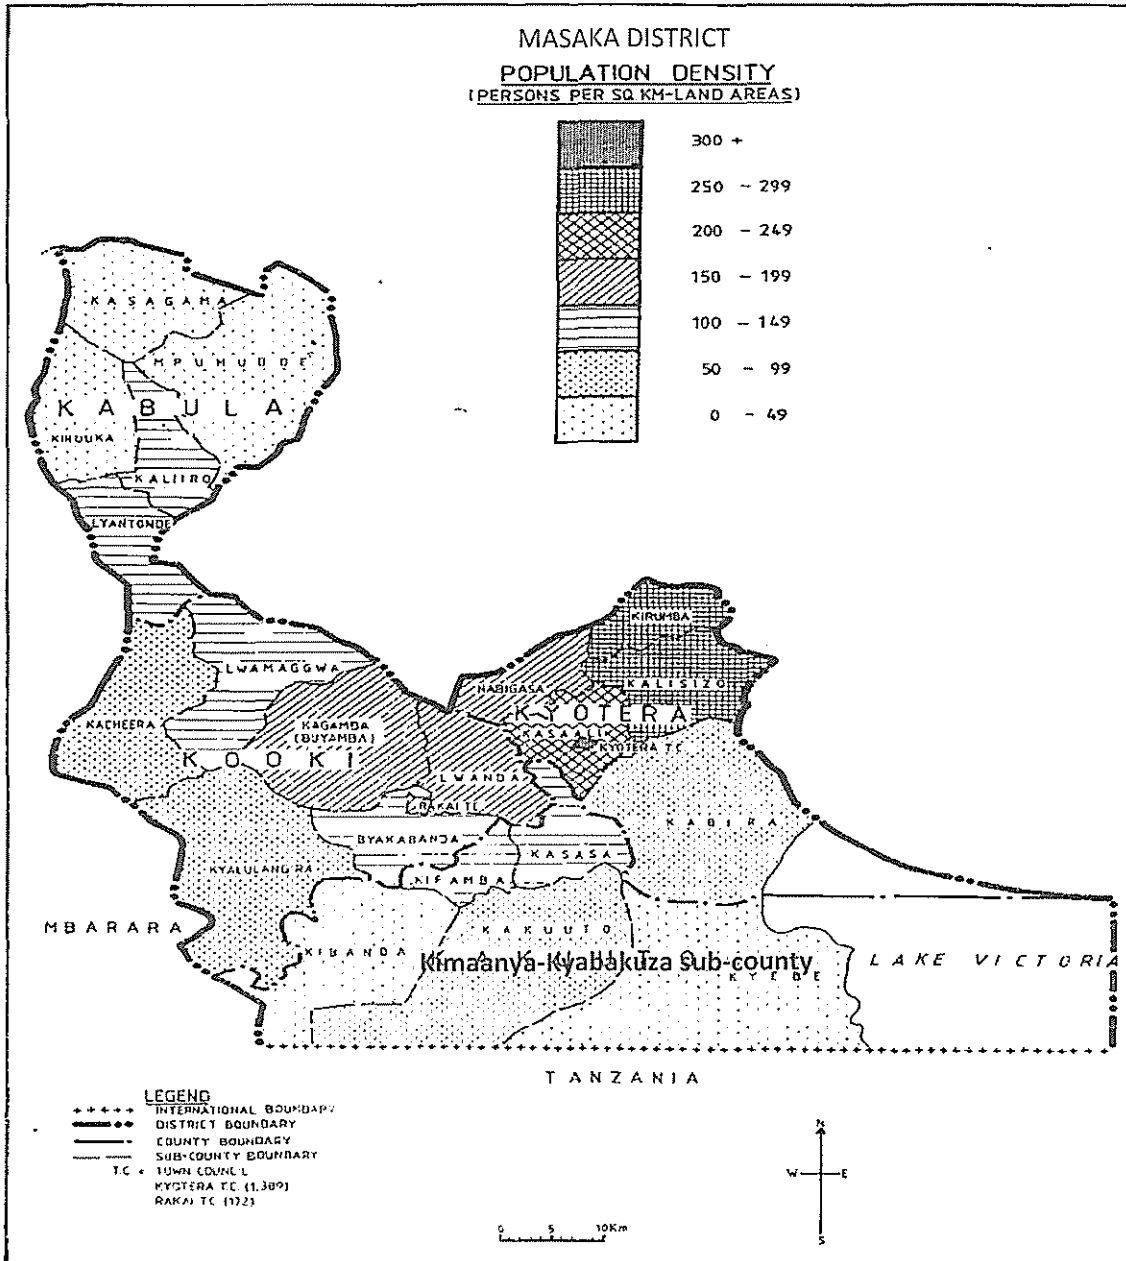 MASAKA DISTRICT
POPULATION DENSITY
(PERSONS PER SQ KM-LAND AREAS)
300 +
250 - 299
200 - 249
150 - 199
100 - 149
50 - 99
0 - 49
KASAGAMA
MPUMUDDE
KABULA
KINUUKA
KALIIRO
LYANTONDE
KIRUMBA
LWAMAGGWA
KALISIZO
NABIGASA
KYOTERA
KACHEERA
KAGAMBA
(BUYAMBA)
KASAALI
KYOTERA T.C.
KOOKI
LWANDA
RAKAI TC
KABIRA
BYAKABANDA
KASASA
KYALULANGIRA
KIFAMBA
MBARARA
KAKUUTO
KIBANDA
Kimaanya-Kyabakuza sub-county
LAKE VICTORIA
KYEBE
TANZANIA
LEGEND
INTERNATIONAL BOUNDARY
DISTRICT BOUNDARY
COUNTY BOUNDARY
SUB-COUNTY BOUNDARY
T.C = TOWN COUNCIL
KYOTERA T.C. (1,389)
RAKAI TC (172)
N
W E
S
0 5 10Km